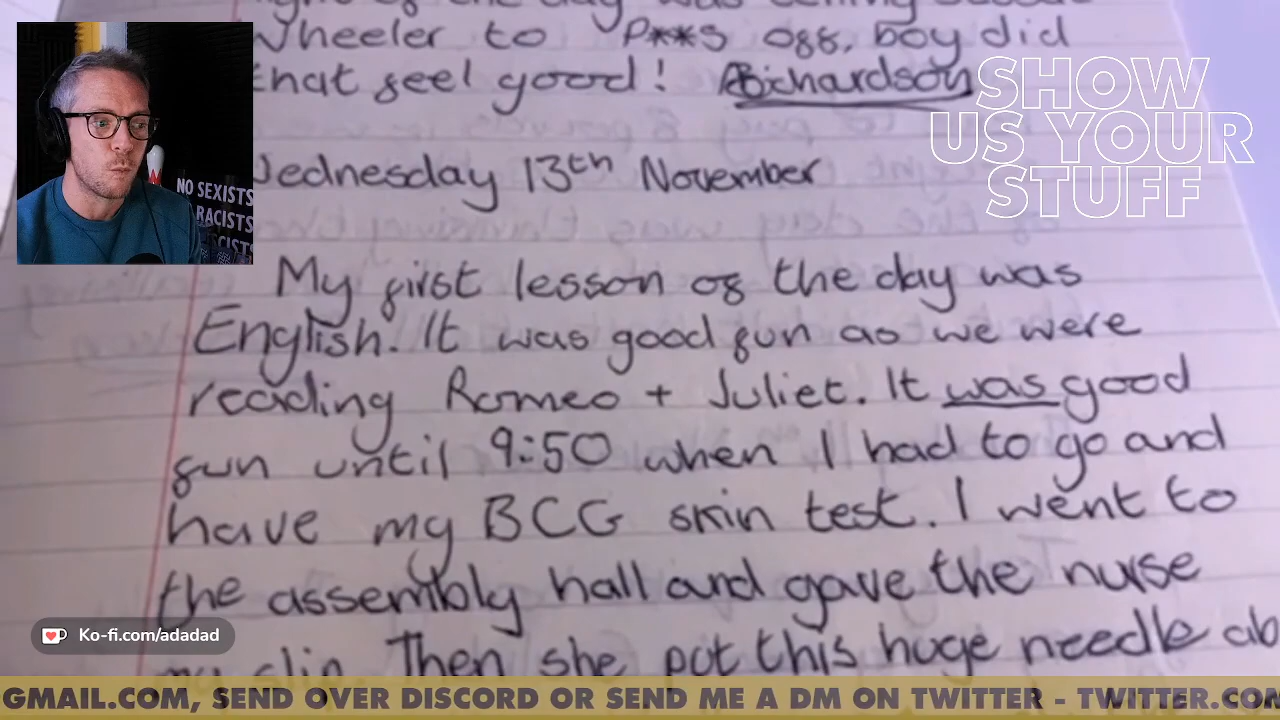 Wheeler to P**s off, boy did
that feel good! Richardson
Wednesday 13th November
My first lesson of the day was
English. It was good fun as we were
reading Romeo + Juliet. It was good
fun until 9:50 when I had to go and
have my BCG skin test. I went to
the assembly hall and gave the nurse
my slip. Then she put this huge needle ab
SHOW
US YOUR
STUFF
NO SEXISTS
RACISTS
Ko-fi.com/adadad
GMAIL.COM, SEND OVER DISCORD OR SEND ME A DM ON TWITTER - TWITTER.COM